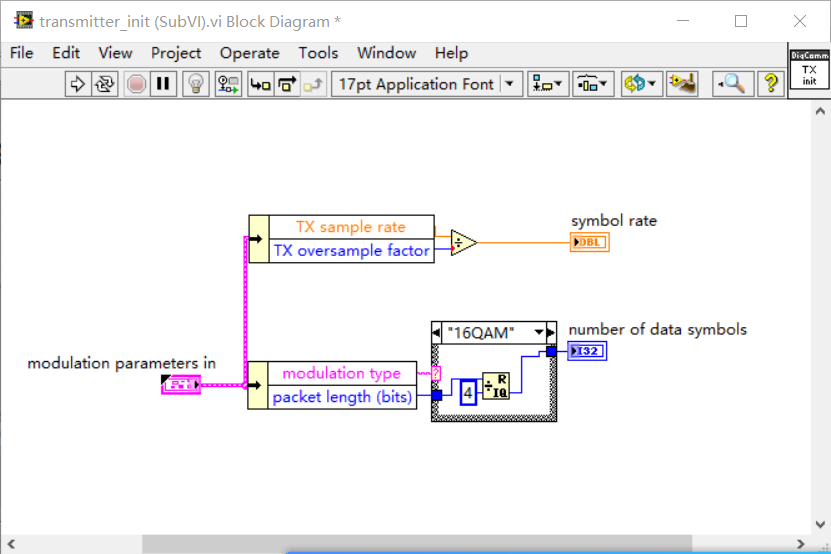 transmitter_init (SubVI).vi Block Diagram *
File Edit View Project Operate Tools Window Help
17pt Application Font
DigComm
TX
init
?
TX sample rate
TX oversample factor
÷
symbol rate
DBL
modulation parameters in
modulation type
packet length (bits)
"16QAM"
?
4
÷ R
IQ
number of data symbols
I32